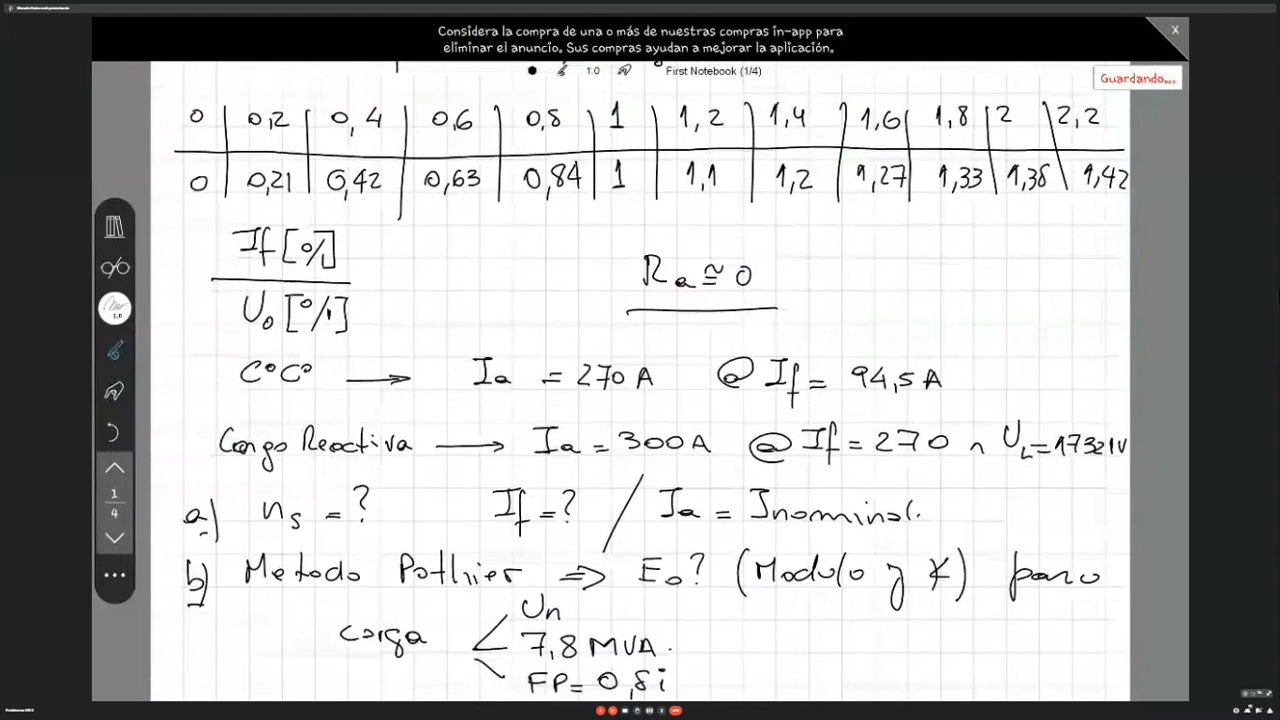 Considera la compra de una o más de nuestras compras in-app para
eliminar el anuncio. Sus compras ayudan a mejorar la aplicación.
X
1.0 First Notebook (1/4)
Guardando...
0 0,2 0,4 0,6 0,8 1 1,2 1,4 1,6 1,8 2 2,2
0 0,21 0,42 0,63 0,84 1 1,1 1,2 1,27 1,33 1,38 1,42
If [%]
U₀ [%]
Ra ≅ 0
C°C° → Ia = 270 A @ If = 94,5 A
Carga Reactiva → Ia = 300 A @ If = 270 ∩ UL = 17321V
a) ns = ? If = ? / Ia = Inominal.
b) Metodo Pothier ⇒ E₀? (Modulo y ∡) para
Un
carga < 7,8 MVA.
FP = 0,8 i
1.0
1
4